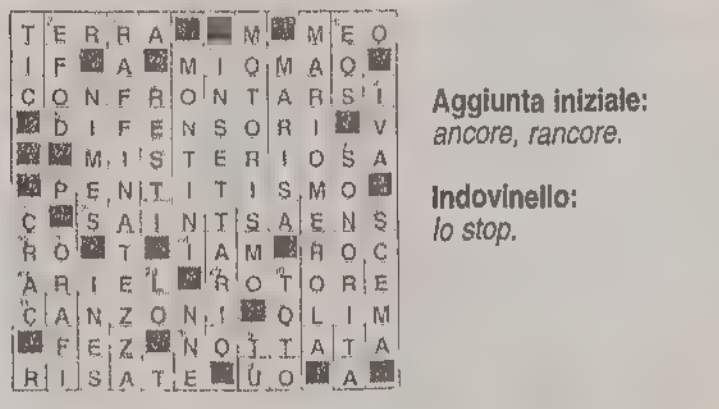 T E R R A M M E O
I F A M I O M A O
C O N F R O N T A R S I
D I F E N S O R I V
M I S T E R I O S A
P E N T I T I S M O
C S A I N T S A E N S
R O T I A M R O C
A R I E L R O T O R E
C A N Z O N I O L I M
F E Z N O T T A T A
R I S A T E U O A
Aggiunta iniziale:
ancore, rancore.
Indovinello:
lo stop.